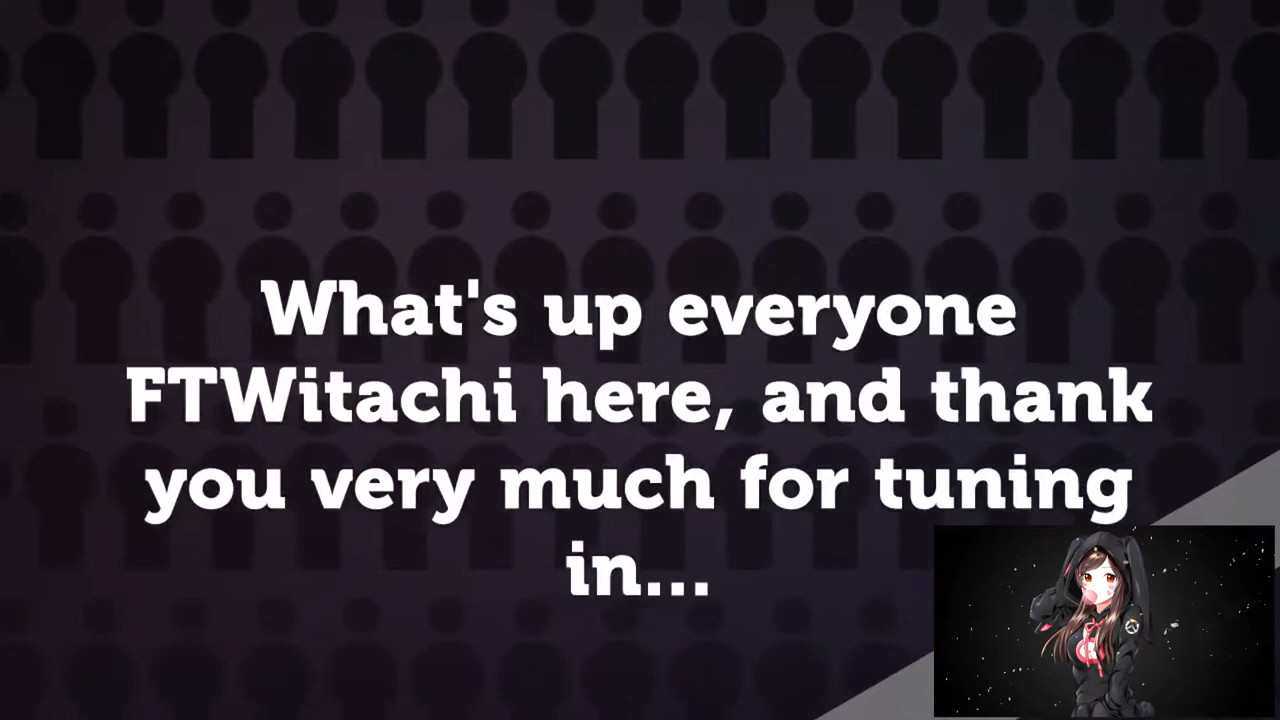 What's up everyone
FTWitachi here, and thank
you very much for tuning
in...